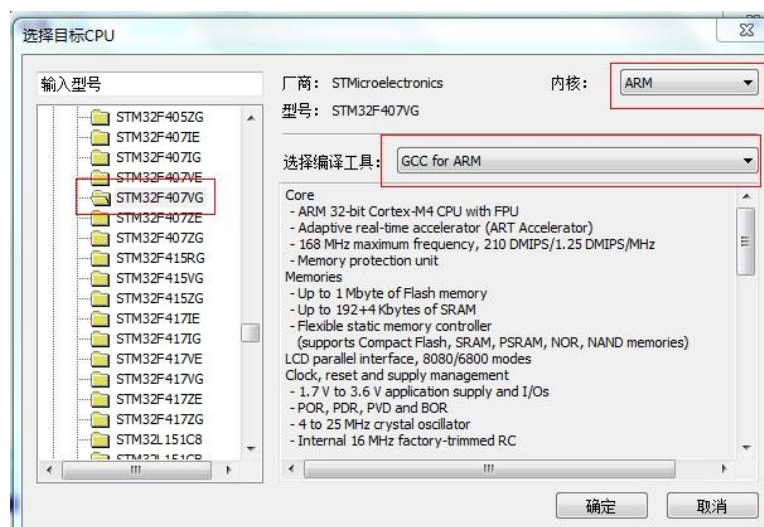 选择目标CPU
输入型号
STM32F405ZG
STM32F407IE
STM32F407IG
STM32F407VE
STM32F407VG
STM32F407ZE
STM32F407ZG
STM32F415RG
STM32F415VG
STM32F415ZG
STM32F417IE
STM32F417IG
STM32F417VE
STM32F417VG
STM32F417ZE
STM32F417ZG
STM32L151C8
STM32L151CB
厂商： STMicroelectronics
内核： ARM
型号： STM32F407VG
选择编译工具： GCC for ARM
Core
- ARM 32-bit Cortex-M4 CPU with FPU
- Adaptive real-time accelerator (ART Accelerator)
- 168 MHz maximum frequency, 210 DMIPS/1.25 DMIPS/MHz
- Memory protection unit
Memories
- Up to 1 Mbyte of Flash memory
- Up to 192+4 Kbytes of SRAM
- Flexible static memory controller
(supports Compact Flash, SRAM, PSRAM, NOR, NAND memories)
LCD parallel interface, 8080/6800 modes
Clock, reset and supply management
- 1.7 V to 3.6 V application supply and I/Os
- POR, PDR, PVD and BOR
- 4 to 25 MHz crystal oscillator
- Internal 16 MHz factory-trimmed RC
确定
取消